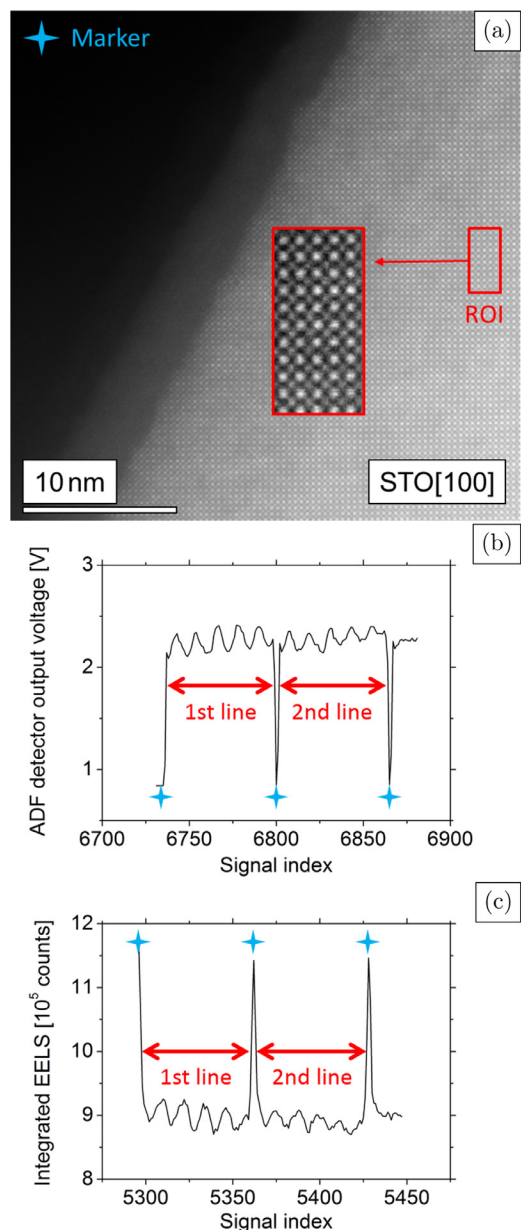 Marker
(a)
ROI
10 nm
STO[100]
(b)
ADF detector output voltage [V]
3
2
1
1st line
2nd line
6700 6750 6800 6850 6900
Signal index
(c)
Integrated EELS [10⁵ counts]
12
11
10
9
8
1st line
2nd line
5300 5350 5400 5450
Signal index